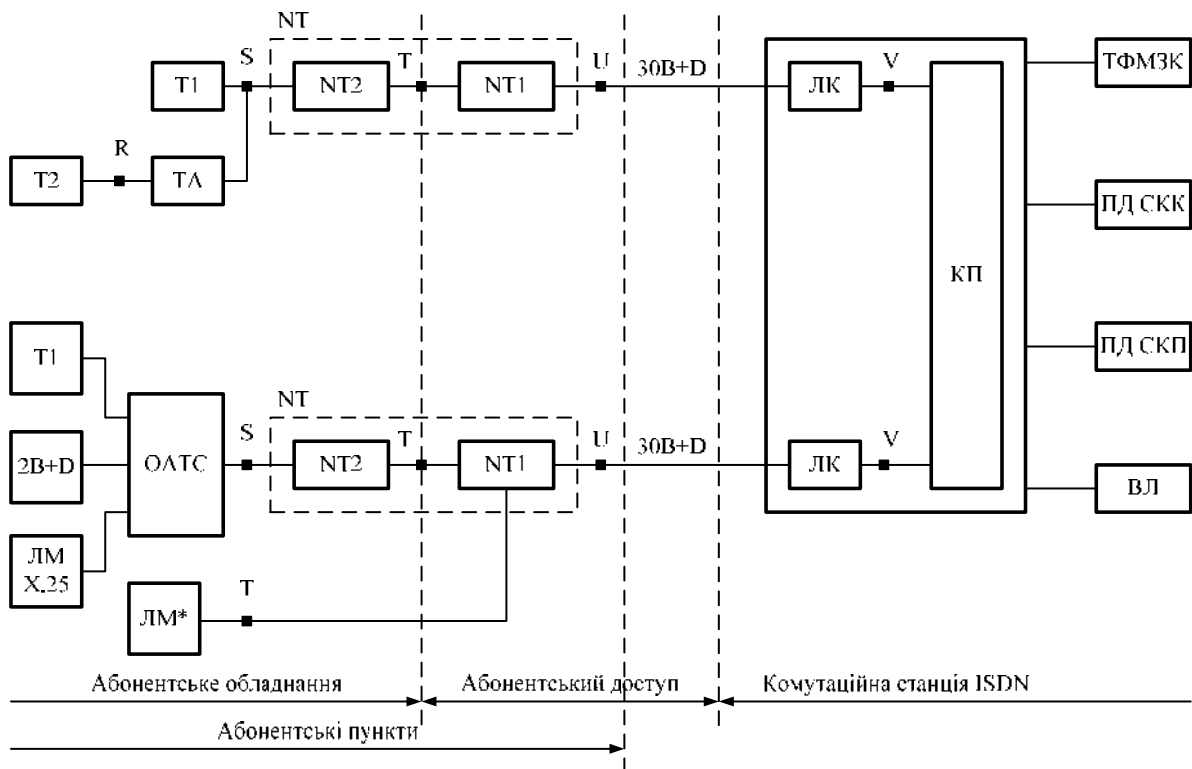 NT
S
T
U
30B+D
V
T1
NT2
NT1
ЛК
ТФМЗК
R
T2
ТА
ПД СКК
КП
T1
ПД СКП
NT
S
T
U
30B+D
V
2B+D
ОАТС
NT2
NT1
ЛК
ВЛ
ЛМ
X.25
T
ЛМ*
Абонентське обладнання
Абонентський доступ
Комутаційна станція ISDN
Абонентські пункти